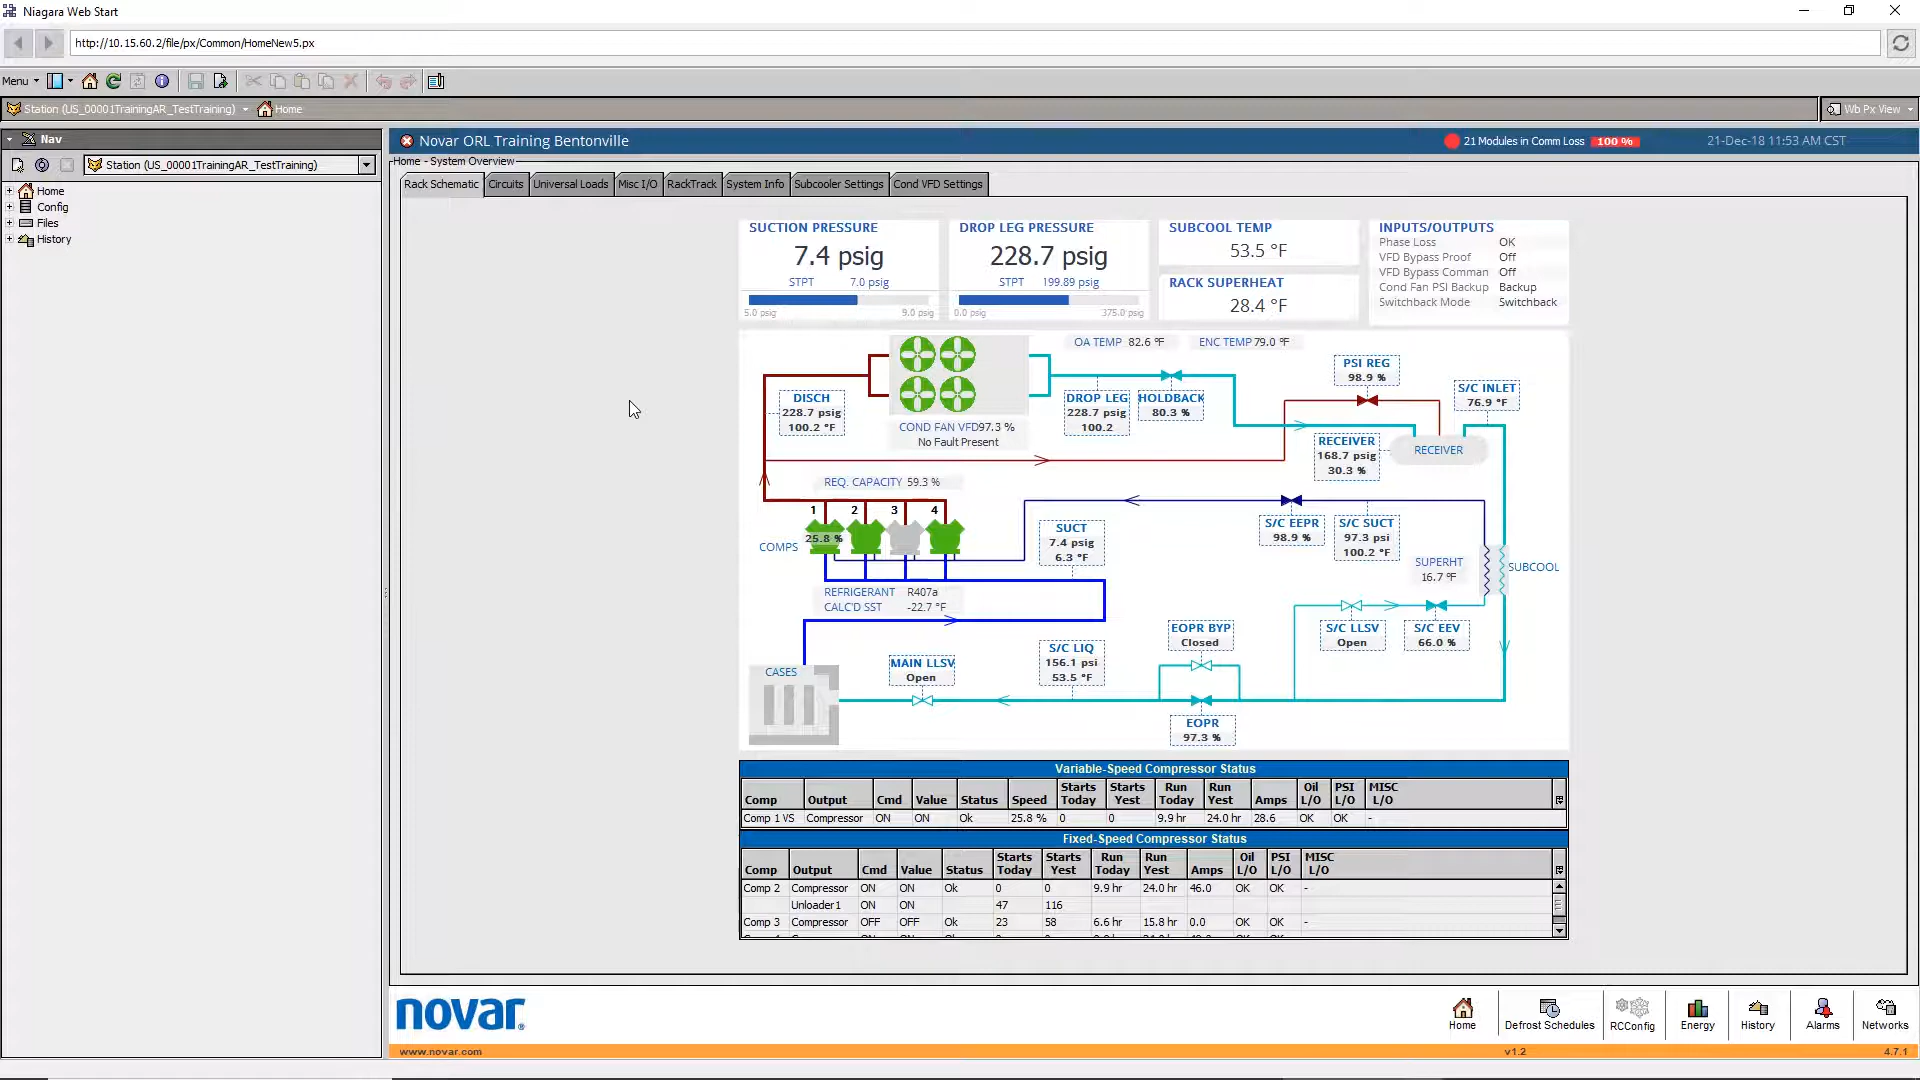 Niagara Web Start
http://10.15.60.2/file/px/Common/HomeNew5.px
Menu
Station (US_00001TrainingAR_TestTraining)
Home
Wb Px View
Nav
Station (US_00001TrainingAR_TestTraining)
Home
Config
Files
History
Novar ORL Training Bentonville
21 Modules in Comm Loss 100 %
21-Dec-18 11:53 AM CST
Home - System Overview
Rack Schematic Circuits Universal Loads Misc I/O RackTrack System Info Subcooler Settings Cond VFD Settings
SUCTION PRESSURE
7.4 psig
STPT 7.0 psig
5.0 psig 9.0 psig
DROP LEG PRESSURE
228.7 psig
STPT 199.89 psig
0.0 psig 375.0 psig
SUBCOOL TEMP
53.5 °F
RACK SUPERHEAT
28.4 °F
INPUTS/OUTPUTS
Phase Loss OK
VFD Bypass Proof Off
VFD Bypass Comman Off
Cond Fan PSI Backup Backup
Switchback Mode Switchback
OA TEMP 82.6 °F
ENC TEMP 79.0 °F
PSI REG
98.9 %
S/C INLET
76.9 °F
DISCH
228.7 psig
100.2 °F
COND FAN VFD 97.3 %
No Fault Present
DROP LEG
228.7 psig
100.2
HOLDBACK
80.3 %
RECEIVER
168.7 psig
30.3 %
RECEIVER
REQ. CAPACITY 59.3 %
1 2 3 4
25.8 %
COMPS
SUCT
7.4 psig
6.3 °F
S/C EEPR
98.9 %
S/C SUCT
97.3 psi
100.2 °F
SUPERHT
16.7 °F
SUBCOOL
REFRIGERANT R407a
CALC'D SST -22.7 °F
EOPR BYP
Closed
S/C LLSV
Open
S/C EEV
66.0 %
CASES
MAIN LLSV
Open
S/C LIQ
156.1 psi
53.5 °F
EOPR
97.3 %
Variable-Speed Compressor Status
Comp Output Cmd Value Status Speed Starts Today Starts Yest Run Today Run Yest Amps Oil L/O PSI L/O MISC L/O
Comp 1 VS Compressor ON ON Ok 25.8 % 0 0 9.9 hr 24.0 hr 28.6 OK OK -
Fixed-Speed Compressor Status
Comp Output Cmd Value Status Starts Today Starts Yest Run Today Run Yest Amps Oil L/O PSI L/O MISC L/O
Comp 2 Compressor ON ON Ok 0 0 9.9 hr 24.0 hr 46.0 OK OK -
Unloader1 ON ON 47 116
Comp 3 Compressor OFF OFF Ok 23 58 6.6 hr 15.8 hr 0.0 OK OK -
novar.
Home
Defrost Schedules
RCConfig
Energy
History
Alarms
Networks
www.novar.com
v1.2
4.7.1